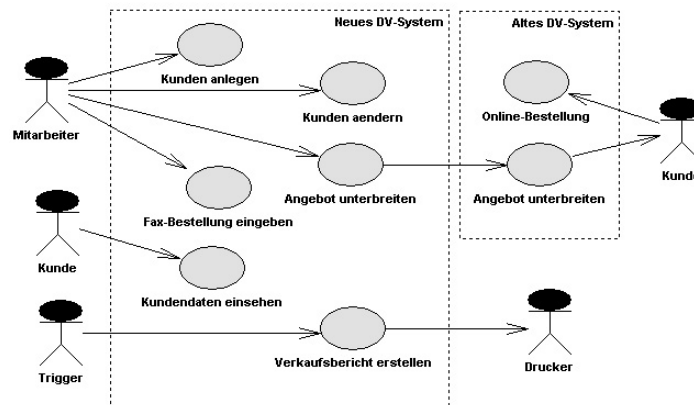 Neues DV-System
Altes DV-System
Kunden anlegen
Mitarbeiter
Kunden aendern
Online-Bestellung
Kunde
Fax-Bestellung eingeben
Angebot unterbreiten
Angebot unterbreiten
Kunde
Kundendaten einsehen
Trigger
Verkaufsbericht erstellen
Drucker